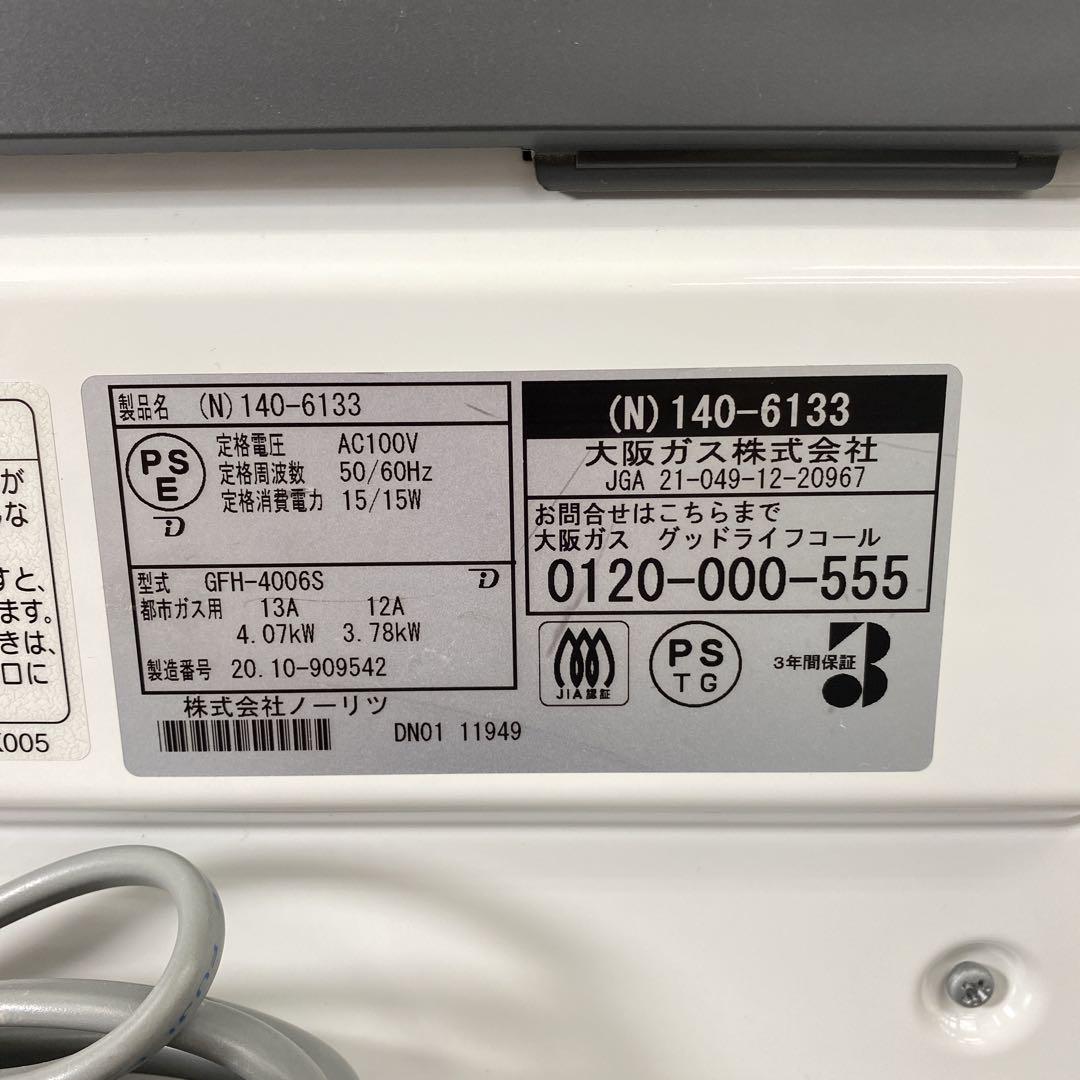 が
な
すと、
ます。
きは、
口に
K005
製品名 (N)140-6133
PS
E
定格電圧 AC100V
定格周波数 50/60Hz
定格消費電力 15/15W
型式 GFH-4006S
都市ガス用 13A 12A
4.07kW 3.78kW
製造番号 20.10-909542
株式会社ノーリツ
DN01 11949
(N)140-6133
大阪ガス株式会社
JGA 21-049-12-20967
お問合せはこちらまで
大阪ガス グッドライフコール
0120-000-555
JIA認証
PS
TG
3年間保証